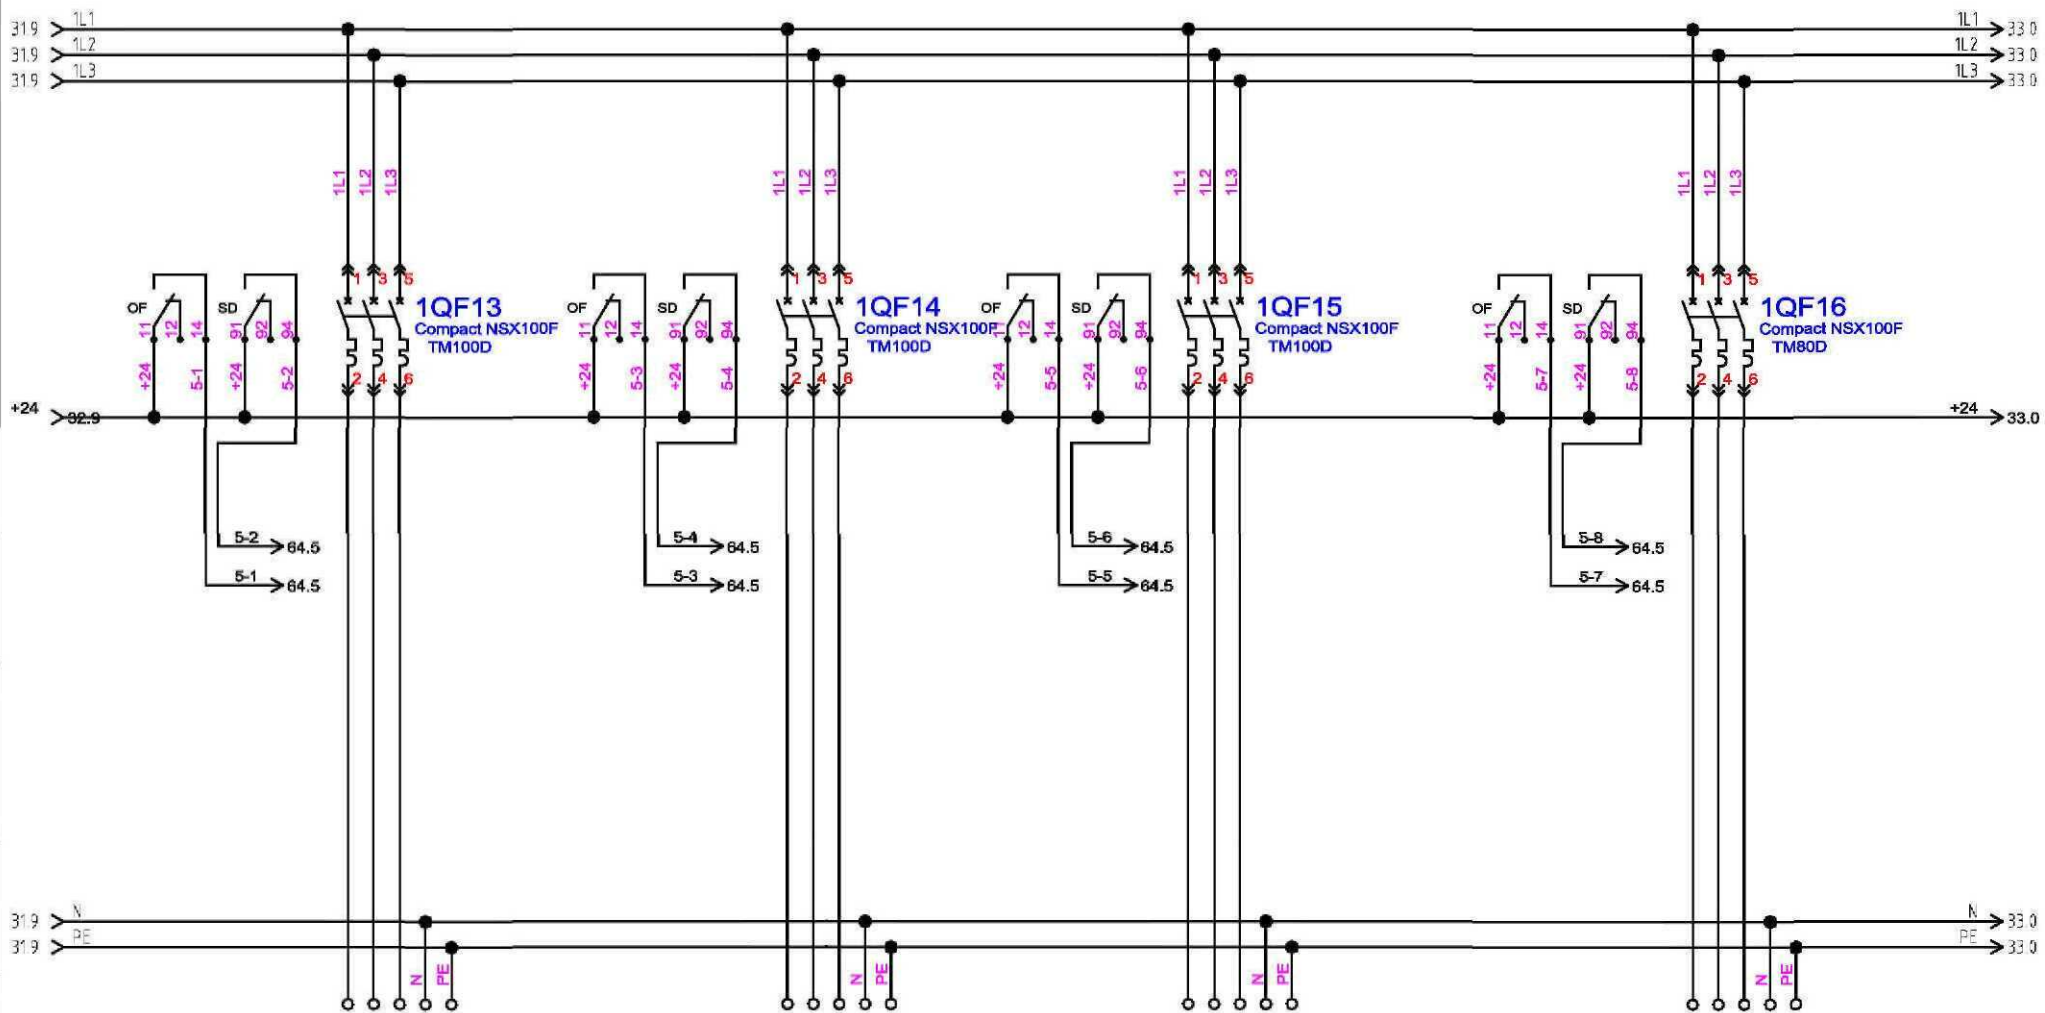 31.9 1L1 1L1 33.0
31.9 1L2 1L2 33.0
31.9 1L3 1L3 33.0
1L1 1L2 1L3 1L1 1L2 1L3 1L1 1L2 1L3 1L1 1L2 1L3
1 3 5 1 3 5 1 3 5 1 3 5
OF SD 1QF13 OF SD 1QF14 OF SD 1QF15 OF SD 1QF16
11 12 14 91 92 94 Compact NSX100F 11 12 14 91 92 94 Compact NSX100F 11 12 14 91 92 94 Compact NSX100F 11 12 14 91 92 94 Compact NSX100F
TM100D TM100D TM100D TM80D
+24 5-1 +24 5-2 2 4 6 +24 5-3 +24 5-4 2 4 6 +24 5-5 +24 5-6 2 4 6 +24 5-7 +24 5-8 2 4 6
+24 32.9 +24 33.0
5-2 64.5 5-4 64.5 5-6 64.5 5-8 64.5
5-1 64.5 5-3 64.5 5-5 64.5 5-7 64.5
31.9 N N 33.0
31.9 PE PE 33.0
N PE N PE N PE N PE